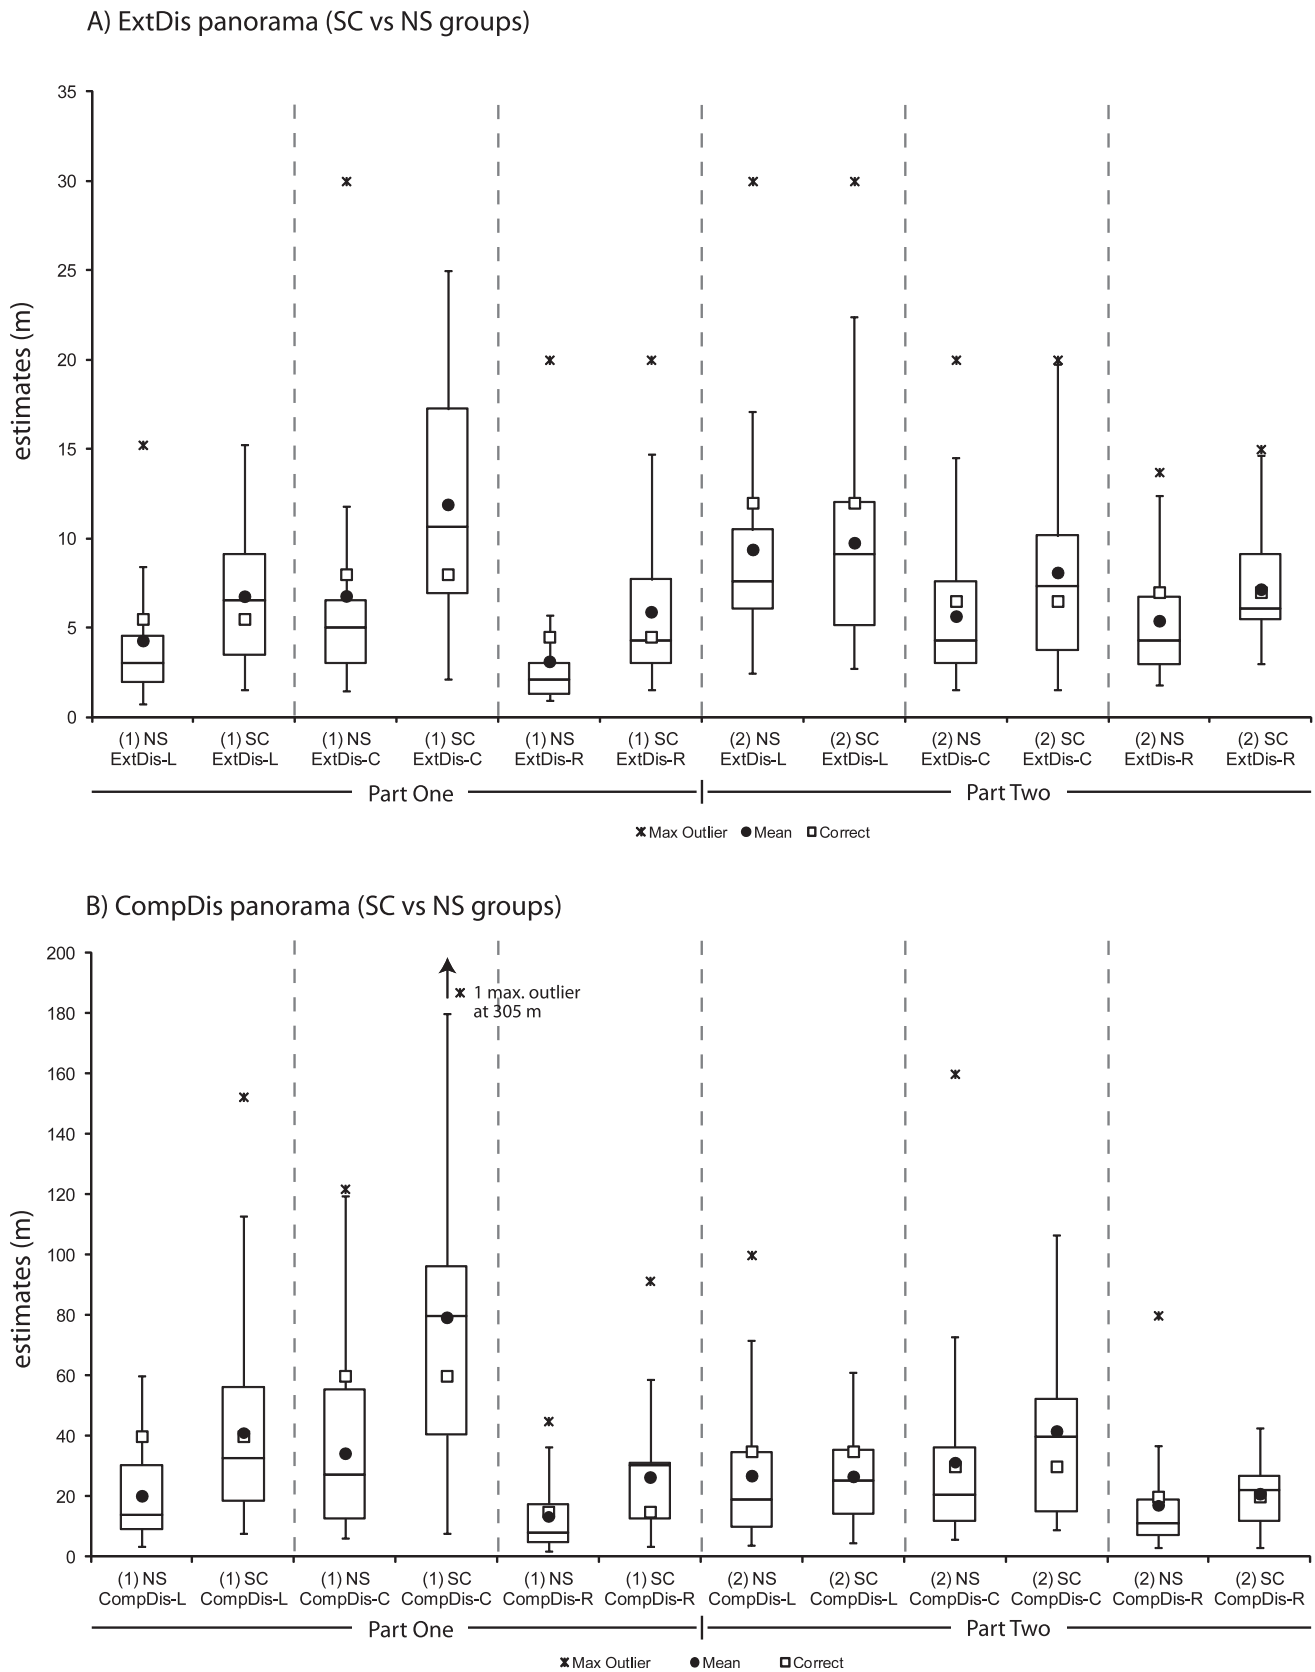 A) ExtDis panorama (SC vs NS groups)
35
30
25
20
15
10
5
0
estimates (m)
(1) NS ExtDis-L
(1) SC ExtDis-L
(1) NS ExtDis-C
(1) SC ExtDis-C
(1) NS ExtDis-R
(1) SC ExtDis-R
(2) NS ExtDis-L
(2) SC ExtDis-L
(2) NS ExtDis-C
(2) SC ExtDis-C
(2) NS ExtDis-R
(2) SC ExtDis-R
Part One
Part Two
Max Outlier Mean Correct
B) CompDis panorama (SC vs NS groups)
200
180
160
140
120
100
80
60
40
20
0
estimates (m)
1 max. outlier
at 305 m
(1) NS CompDis-L
(1) SC CompDis-L
(1) NS CompDis-C
(1) SC CompDis-C
(1) NS CompDis-R
(1) SC CompDis-R
(2) NS CompDis-L
(2) SC CompDis-L
(2) NS CompDis-C
(2) SC CompDis-C
(2) NS CompDis-R
(2) SC CompDis-R
Part One
Part Two
Max Outlier Mean Correct